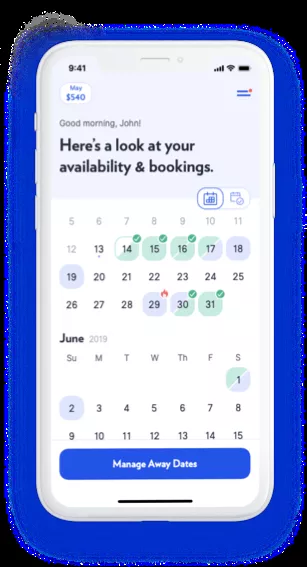 9:41
May
$540
Good morning, John!
Here's a look at your
availability & bookings.
5 6 7 8 9 10 11
12 13 14 15 16 17 18
19 20 21 22 23 24 25
26 27 28 29 30 31
June 2019
Su M T W Th F S
1
2 3 4 5 6 7 8
9 10 11 12 13 14 15
Manage Away Dates